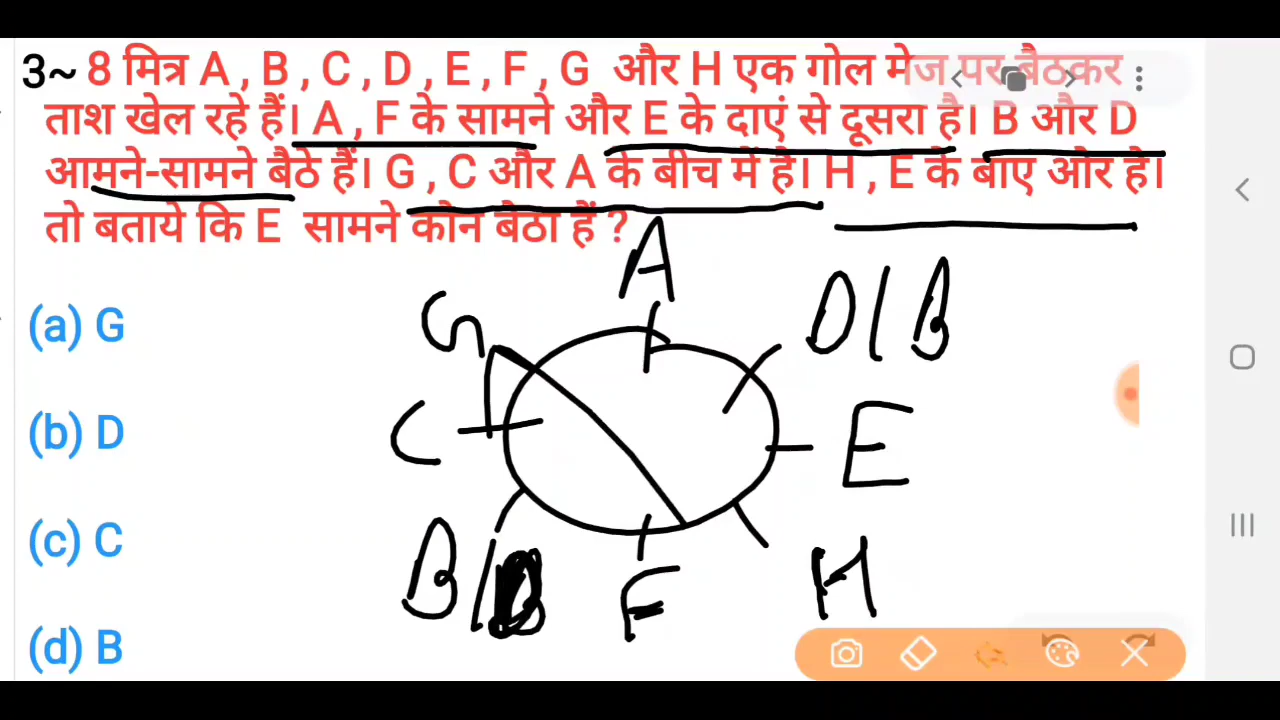 3~ 8 मित्र A , B , C , D , E , F , G और H एक गोल मेज पर बैठकर
ताश खेल रहे हैं। A , F के सामने और E के दाएं से दूसरा है। B और D
आमने-सामने बैठे हैं। G , C और A के बीच में है। H , E के बाए ओर है।
तो बताये कि E सामने कोन बैठा हैं ?
A
G
D/B
(a) G
C
E
(b) D
B/D
F
H
(c) C
(d) B